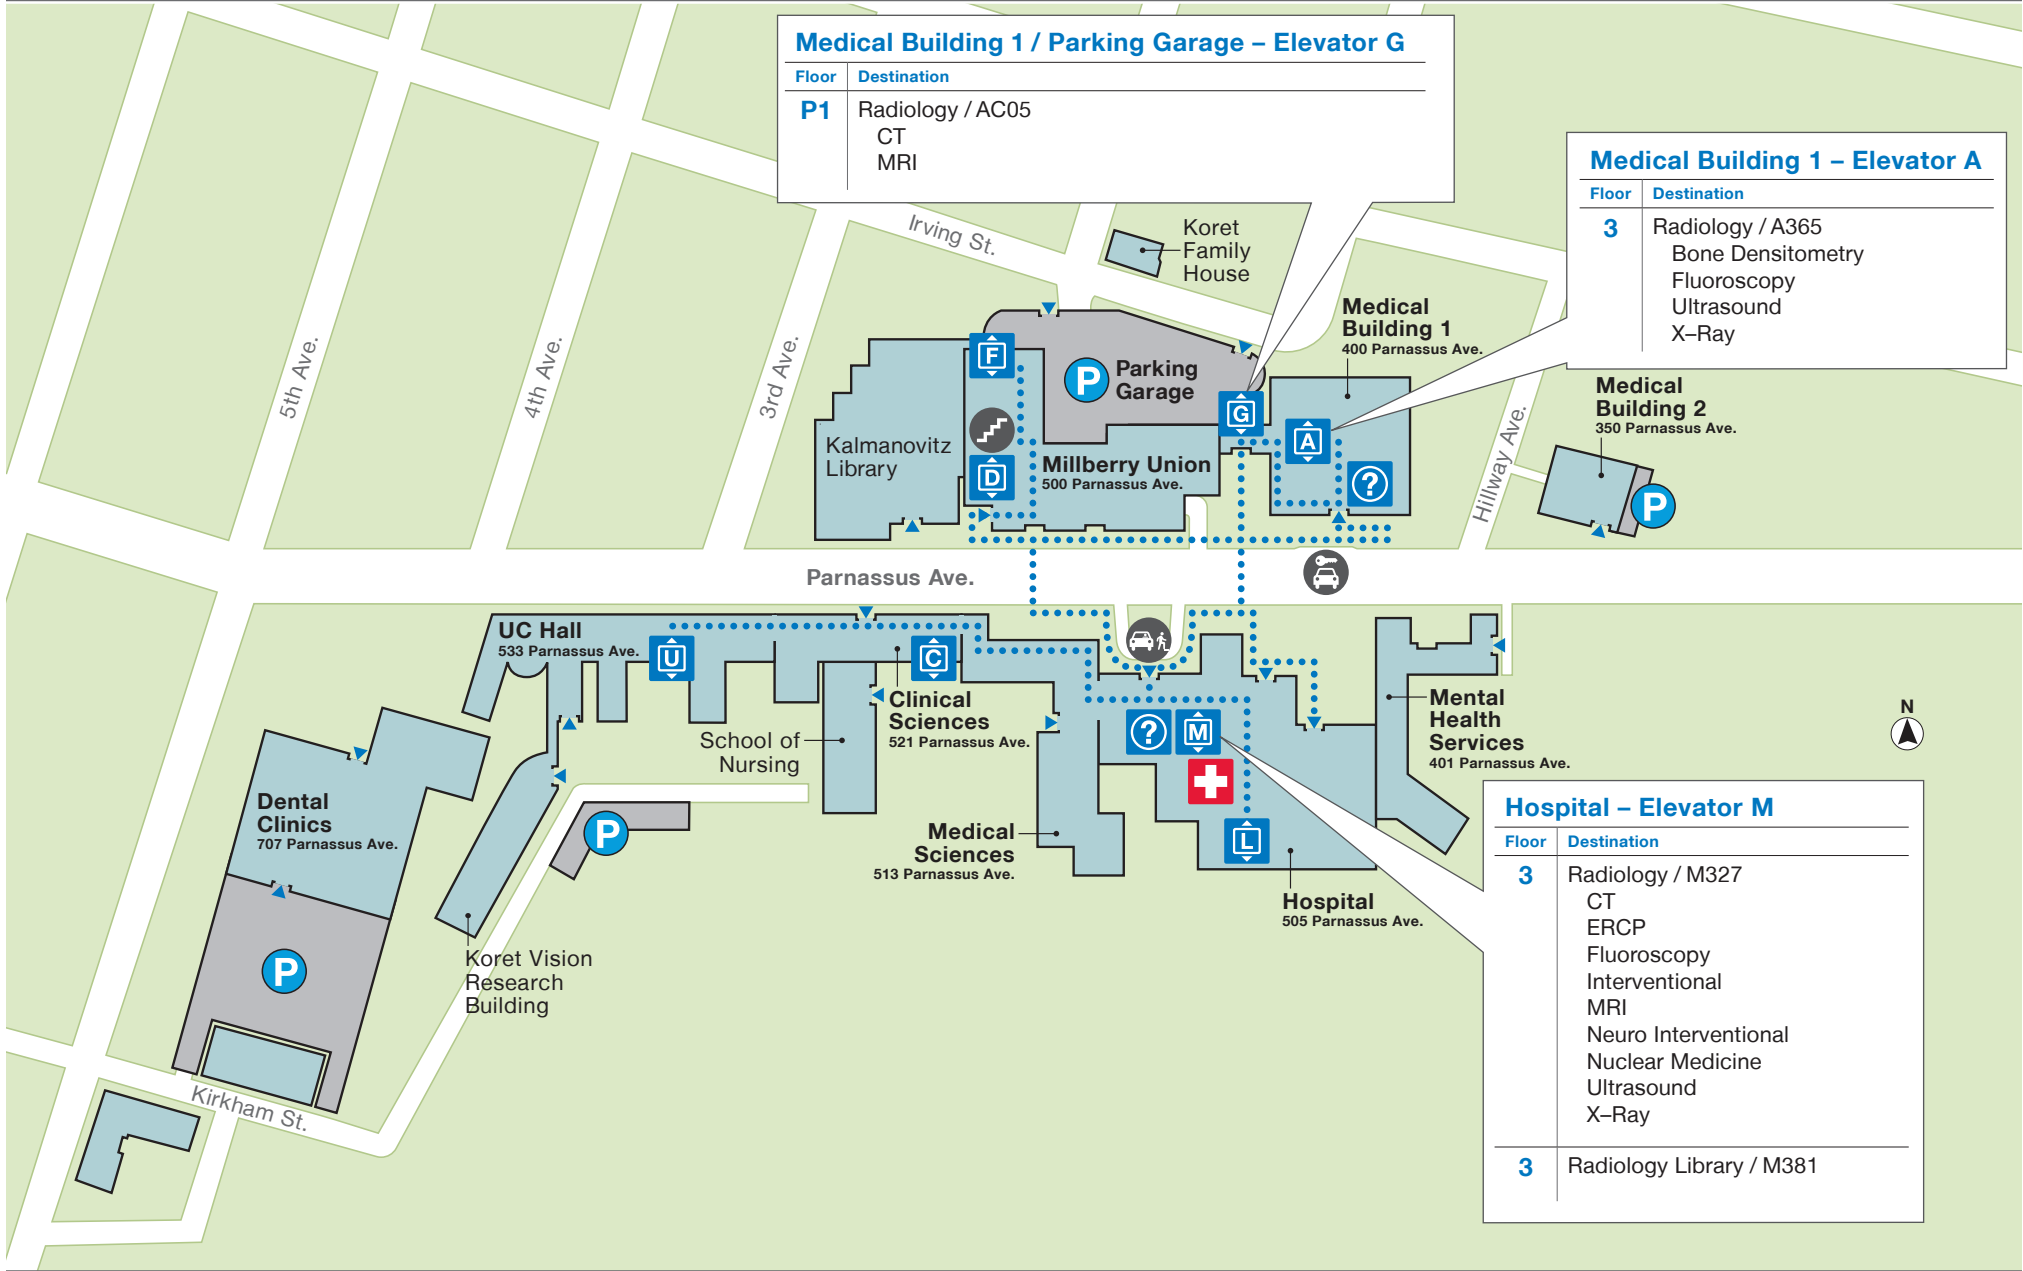 Medical Building 1 / Parking Garage – Elevator G
Floor Destination
P1 Radiology / AC05
CT
MRI
Medical Building 1 – Elevator A
Floor Destination
3 Radiology / A365
Bone Densitometry
Fluoroscopy
Ultrasound
X–Ray
Irving St.
Koret
Family
House
Medical
Building 1
400 Parnassus Ave.
5th Ave.
4th Ave.
3rd Ave.
F
P
Parking
Garage
G
A
?
Kalmanovitz
Library
D
Millberry Union
500 Parnassus Ave.
Hillway Ave.
Medical
Building 2
350 Parnassus Ave.
P
Parnassus Ave.
UC Hall
533 Parnassus Ave.
U
C
Clinical
Sciences
521 Parnassus Ave.
School of
Nursing
?
M
L
Mental
Health
Services
401 Parnassus Ave.
N
Dental
Clinics
707 Parnassus Ave.
P
Medical
Sciences
513 Parnassus Ave.
Hospital
505 Parnassus Ave.
P
Koret Vision
Research
Building
Kirkham St.
Hospital – Elevator M
Floor Destination
3 Radiology / M327
CT
ERCP
Fluoroscopy
Interventional
MRI
Neuro Interventional
Nuclear Medicine
Ultrasound
X–Ray
3 Radiology Library / M381